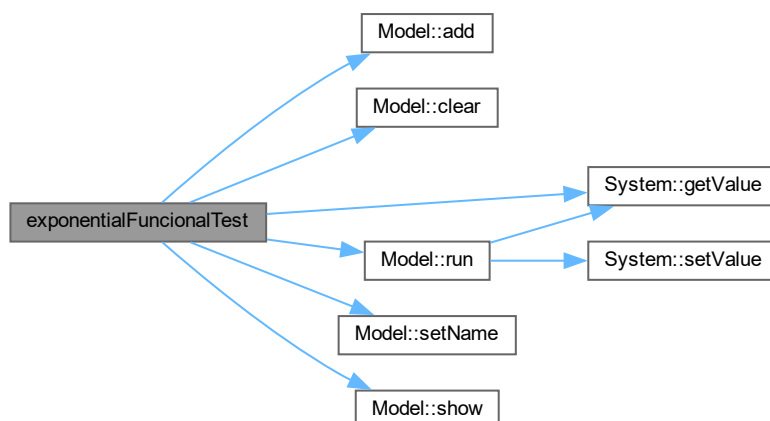 Model::add
Model::clear
System::getValue
exponentialFuncionalTest
Model::run
System::setValue
Model::setName
Model::show